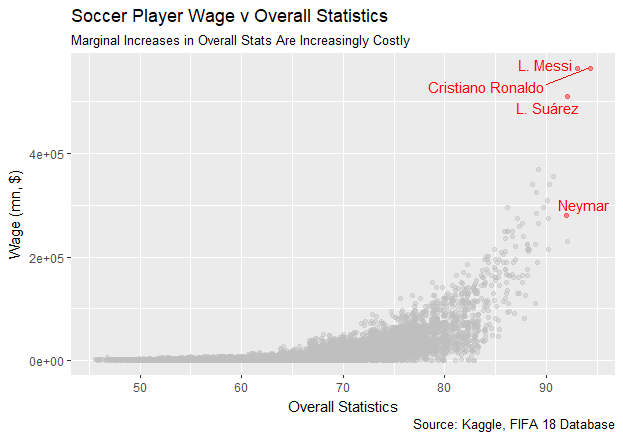 Soccer Player Wage v Overall Statistics
Marginal Increases in Overall Stats Are Increasingly Costly
L. Messi
Cristiano Ronaldo
L. Suárez
4e+05
Neymar
Wage (mn, $)
2e+05
0e+00
50 60 70 80 90
Overall Statistics
Source: Kaggle, FIFA 18 Database